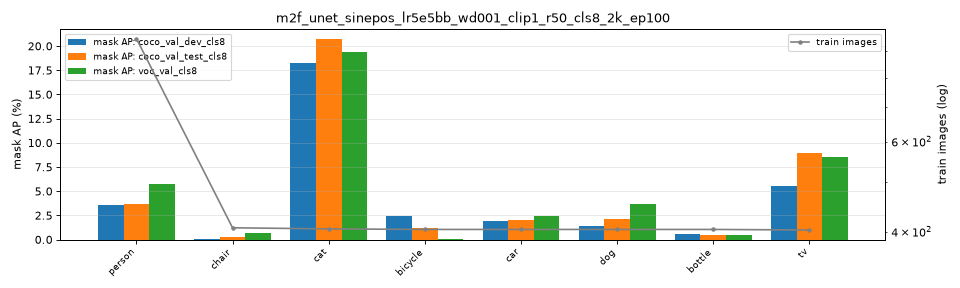 m2f_unet_sinepos_lr5e5bb_wd001_clip1_r50_cls8_2k_ep100
mask AP: coco_val_dev_cls8
mask AP: coco_val_test_cls8
mask AP: voc_val_cls8
train images
mask AP (%)
20.0
17.5
15.0
12.5
10.0
7.5
5.0
2.5
0.0
6 × 10²
4 × 10²
train images (log)
person
chair
cat
bicycle
car
dog
bottle
tv